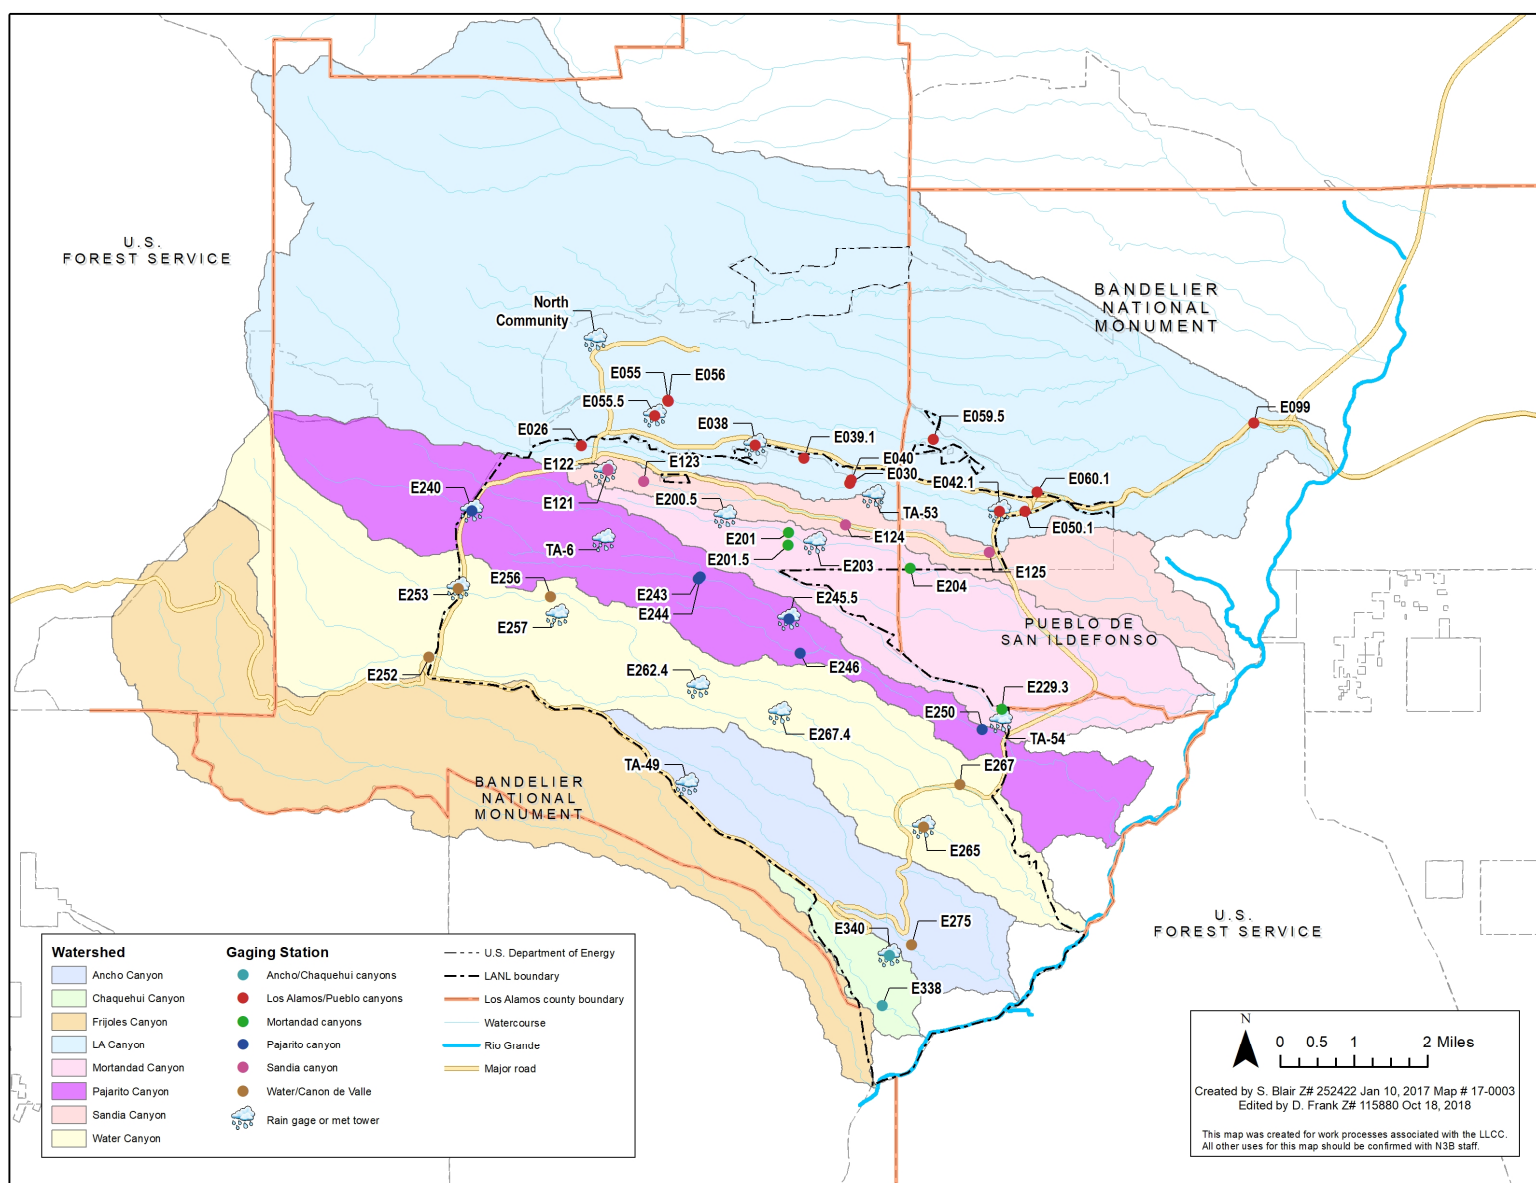 U.S.
FOREST SERVICE
BANDELIER
NATIONAL
MONUMENT
North
Community
E055
E056
E055.5
E026
E038
E039.1
E059.5
E099
E122
E123
E040
E030
E042.1
E060.1
E240
E121
E200.5
TA-53
E050.1
E201
E124
TA-6
E201.5
E203
E125
E204
E256
E253
E243
E245.5
E257
E244
PUEBLO DE
SAN ILDEFONSO
E252
E262.4
E246
E229.3
E250
E267.4
TA-54
TA-49
E267
BANDELIER
NATIONAL
MONUMENT
E265
E275
E340
E338
U.S.
FOREST SERVICE
Watershed
Ancho Canyon
Chaquehui Canyon
Frijoles Canyon
LA Canyon
Mortandad Canyon
Pajarito Canyon
Sandia Canyon
Water Canyon
Gaging Station
Ancho/Chaquehui canyons
Los Alamos/Pueblo canyons
Mortandad canyons
Pajarito canyon
Sandia canyon
Water/Canon de Valle
Rain gage or met tower
U.S. Department of Energy
LANL boundary
Los Alamos county boundary
Watercourse
Rio Grande
Major road
N
0 0.5 1 2 Miles
Created by S. Blair Z# 252422 Jan 10, 2017 Map # 17-0003
Edited by D. Frank Z# 115880 Oct 18, 2018
This map was created for work processes associated with the LLCC.
All other uses for this map should be confirmed with N3B staff.